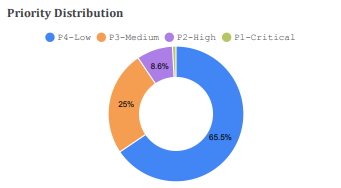 Priority Distribution
P4-Low P3-Medium P2-High P1-Critical
8.6%
25%
65.5%